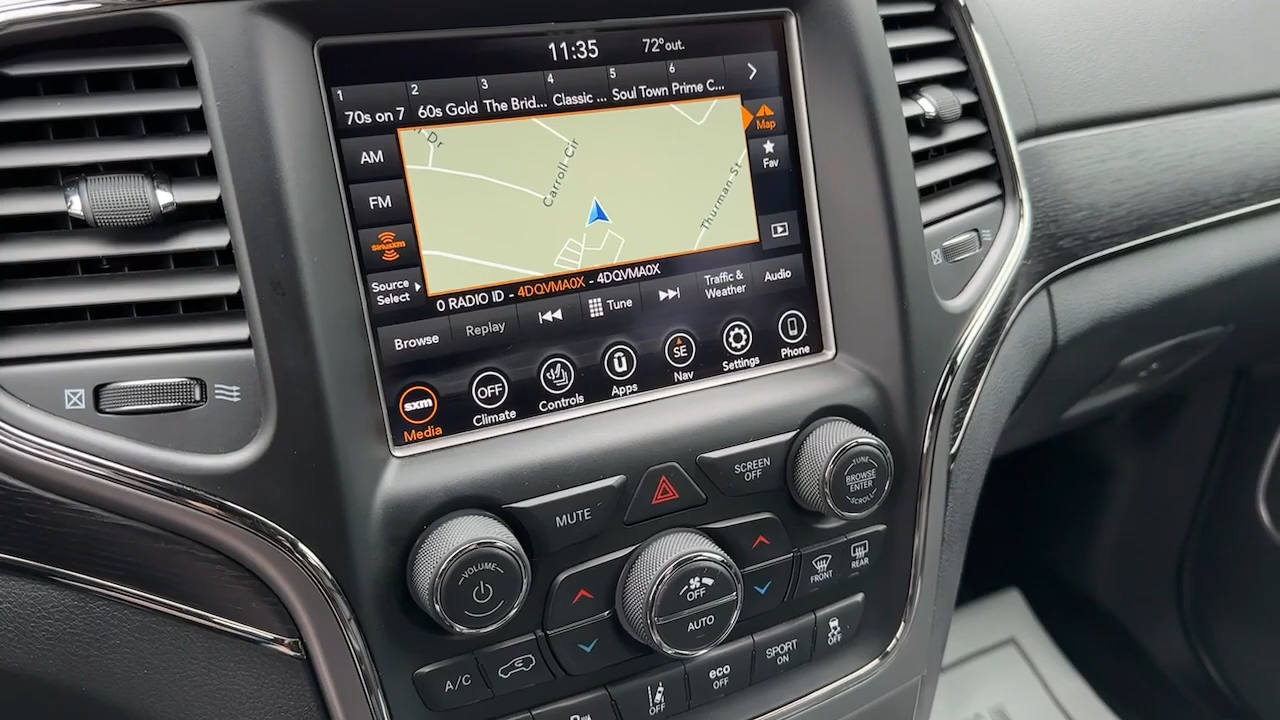 11:35
72° out.
1 2 3 4 5 6
70s on 7 60s Gold The Brid... Classic ... Soul Town Prime C...
AM
FM
SiriusXM
Source
Select
Dr
Carroll Cir
Thurman St
Map
Fav
0 RADIO ID - 4DQVMA0X - 4DQVMA0X
Browse
Replay
Tune
Traffic &
Weather
Audio
sxm
Media
OFF
Climate
Controls
Apps
SE
Nav
Settings
Phone
MUTE
SCREEN
OFF
TUNE
BROWSE
ENTER
SCROLL
VOLUME
OFF
AUTO
FRONT
REAR
A/C
OFF
eco
OFF
SPORT
ON
OFF